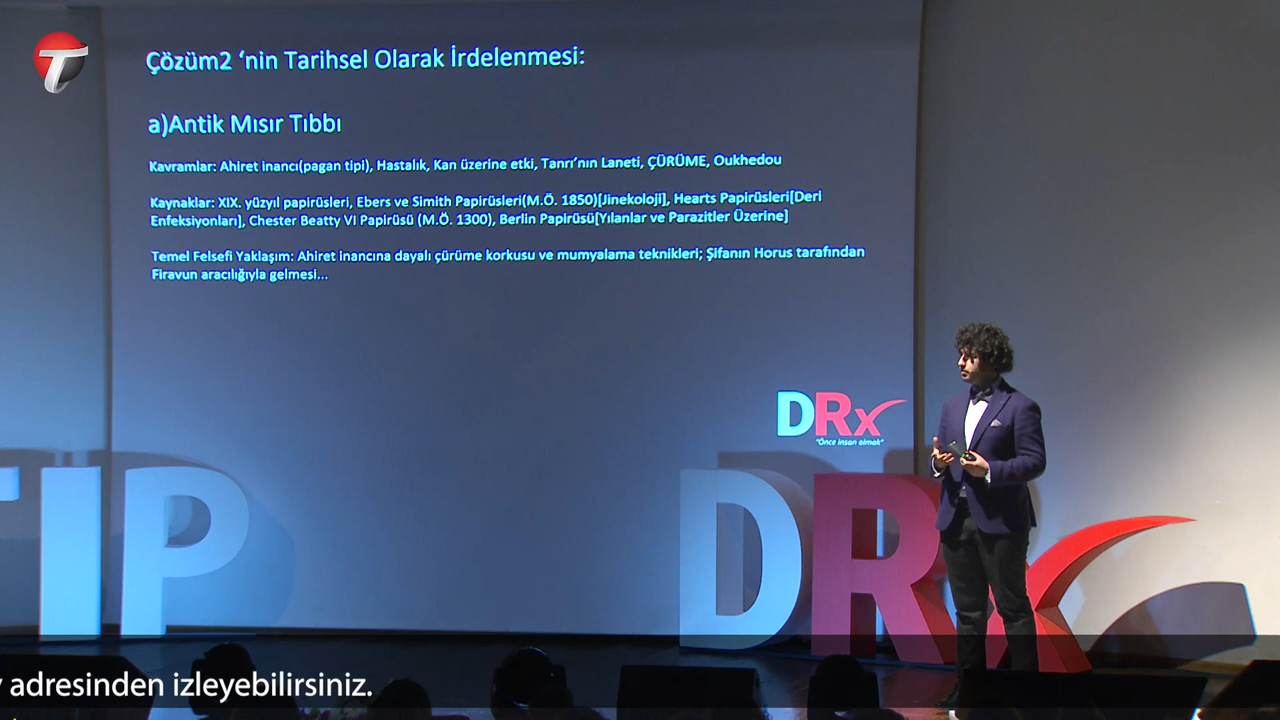 T
Çözüm2 ‘nin Tarihsel Olarak İrdelenmesi:
a)Antik Mısır Tıbbı
Kavramlar: Ahiret inancı(pagan tipi), Hastalık, Kan üzerine etki, Tanrı’nın Laneti, ÇÜRÜME, Oukhedou
Kaynaklar: XIX. yüzyıl papirüsleri, Ebers ve Simith Papirüsleri(M.Ö. 1850)[Jinekoloji], Hearts Papirüsleri[Deri
Enfeksiyonları], Chester Beatty VI Papirüsü (M.Ö. 1300), Berlin Papirüsü[Yılanlar ve Parazitler Üzerine]
Temel Felsefi Yaklaşım: Ahiret inancına dayalı çürüme korkusu ve mumyalama teknikleri; Şifanın Horus tarafından
Firavun aracılığıyla gelmesi...
DRx
“Önce insan olmak”
TIP
DRx
adresinden izleyebilirsiniz.